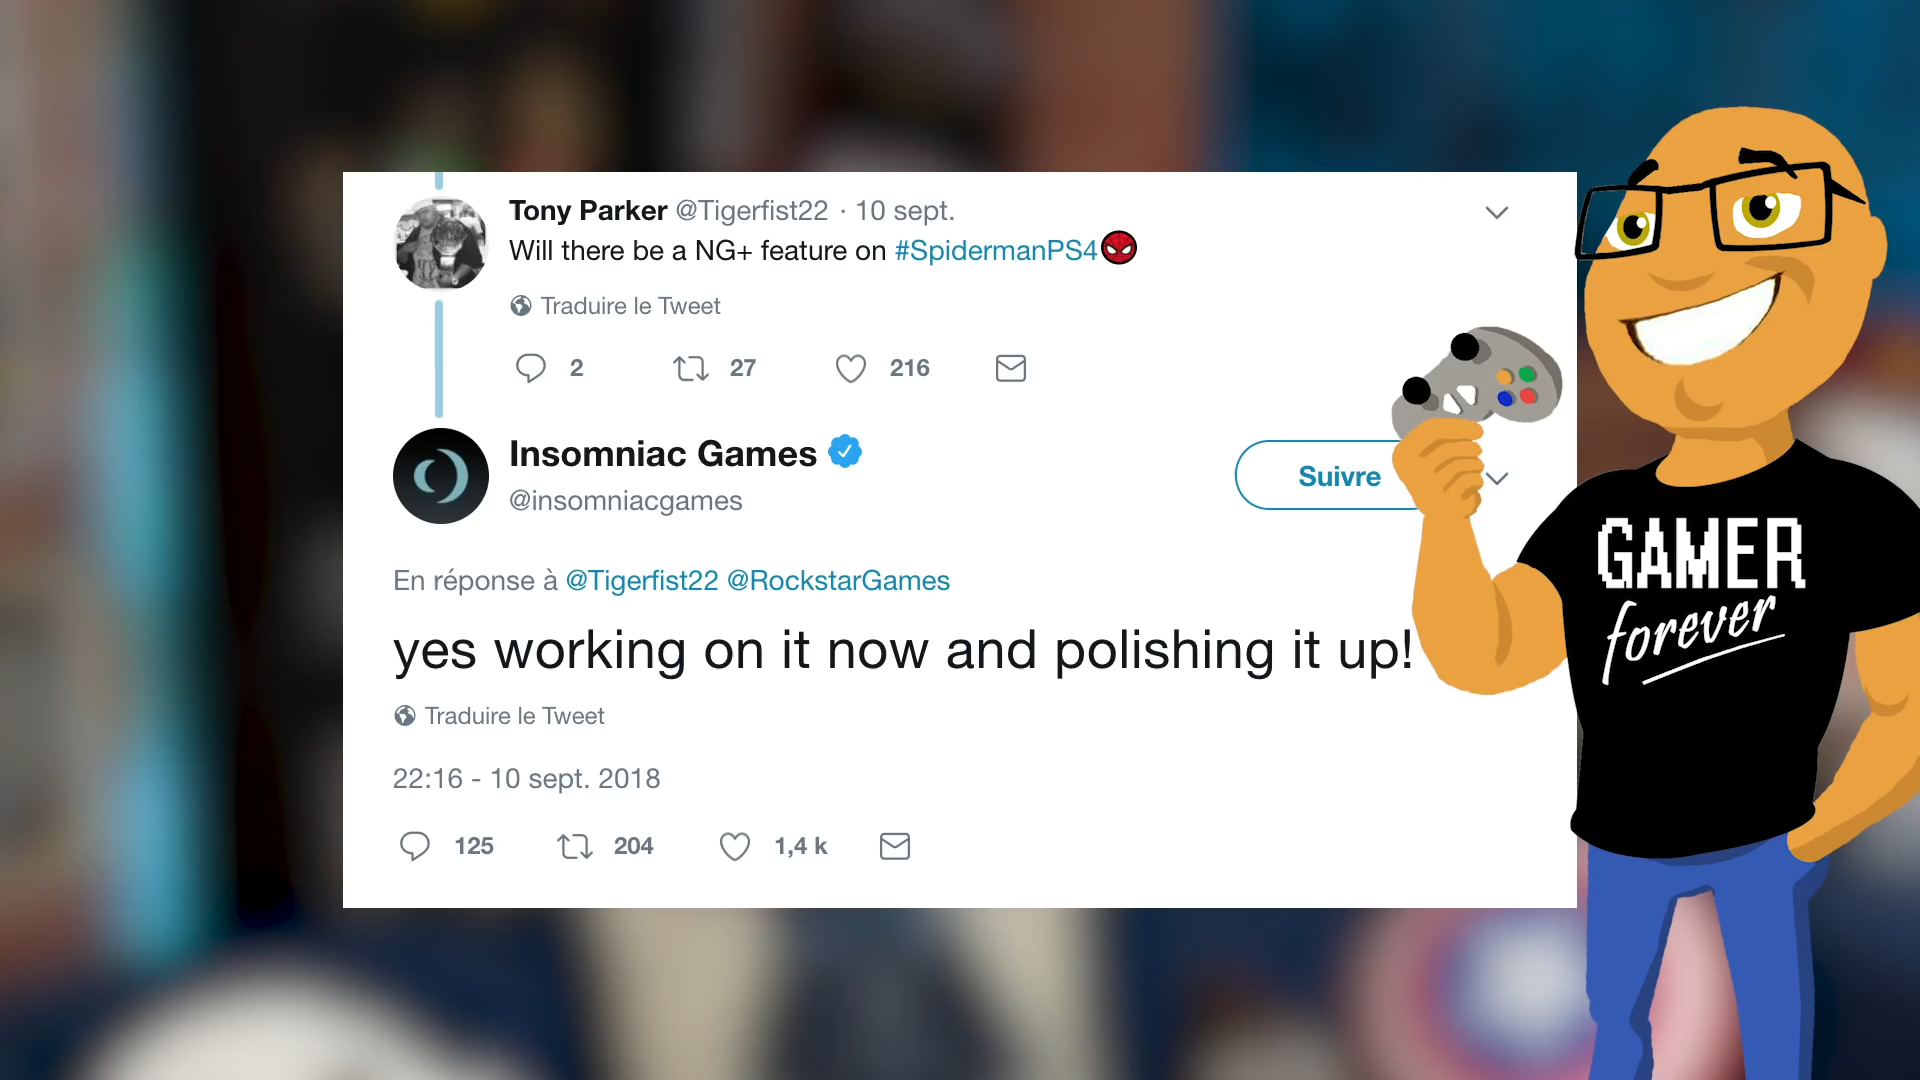 Tony Parker @Tigerfist22 · 10 sept.
Will there be a NG+ feature on #SpidermanPS4
Traduire le Tweet
2 27 216
Insomniac Games
@insomniacgames
Suivre
En réponse à @Tigerfist22 @RockstarGames
yes working on it now and polishing it up!
Traduire le Tweet
22:16 - 10 sept. 2018
125 204 1,4 k
GAMER
forever